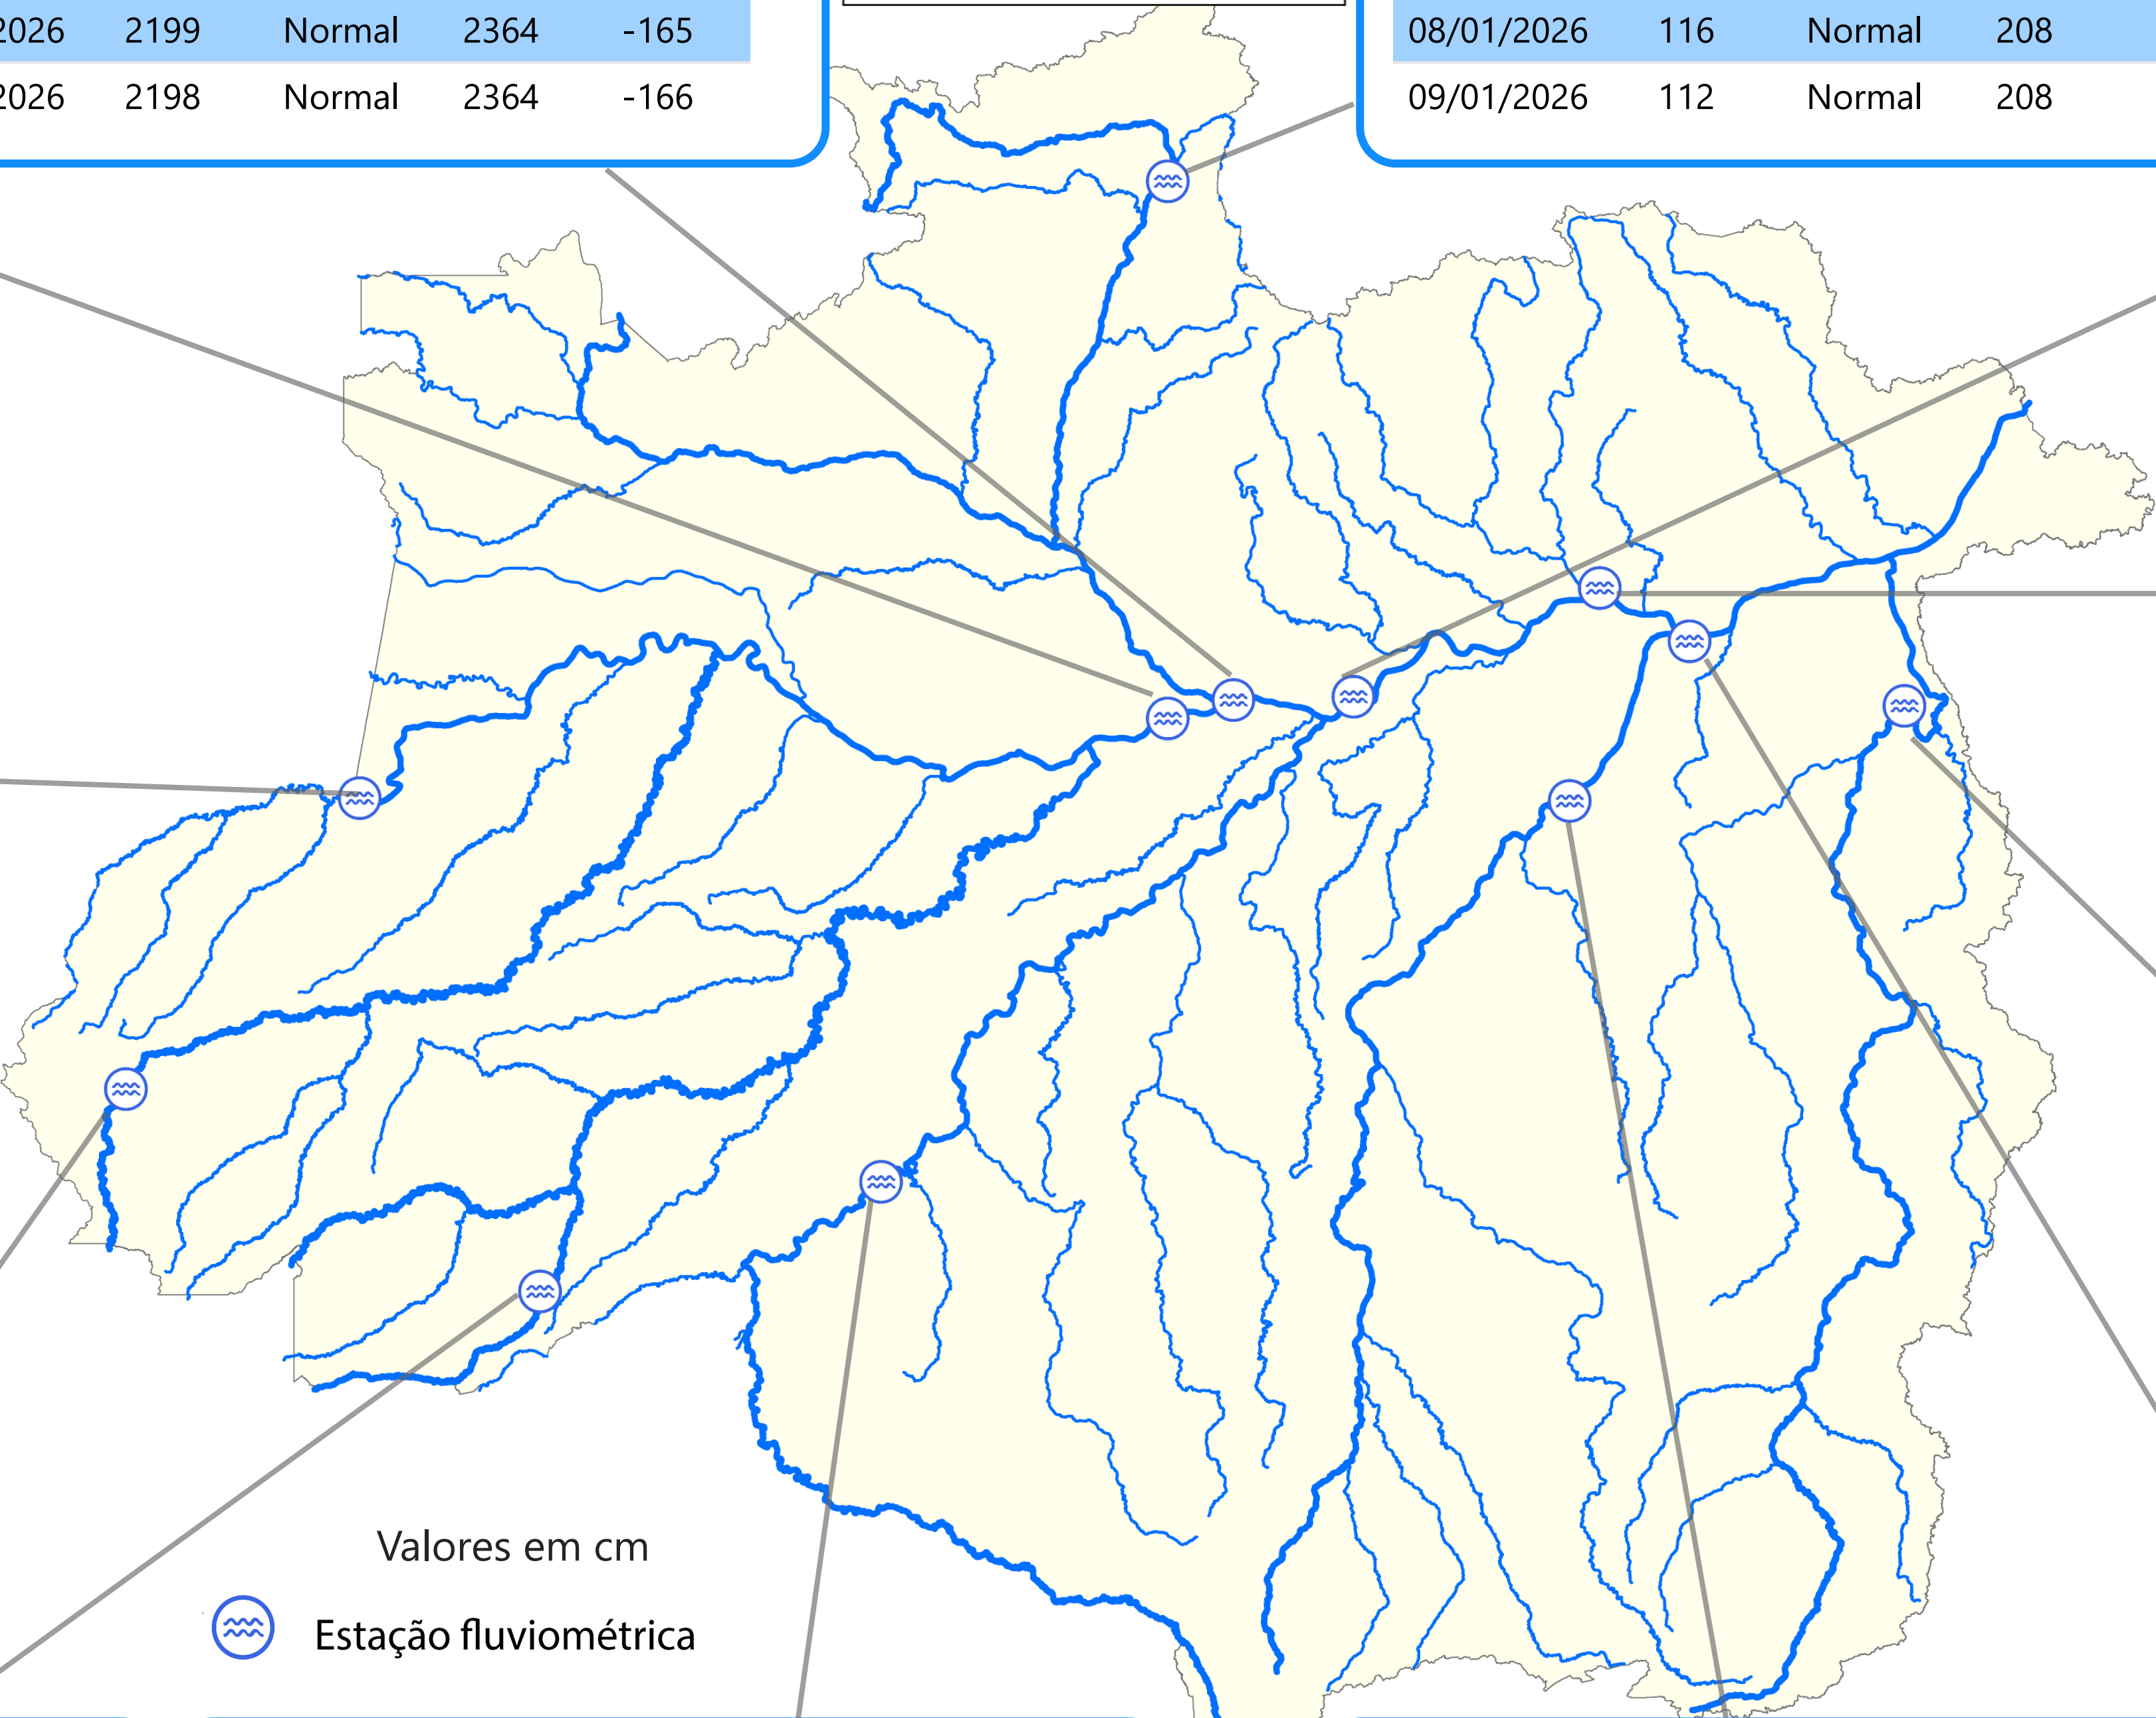 2026 2199 Normal 2364 -165
2026 2198 Normal 2364 -166
08/01/2026 116 Normal 208
09/01/2026 112 Normal 208
Valores em cm
Estação fluviométrica